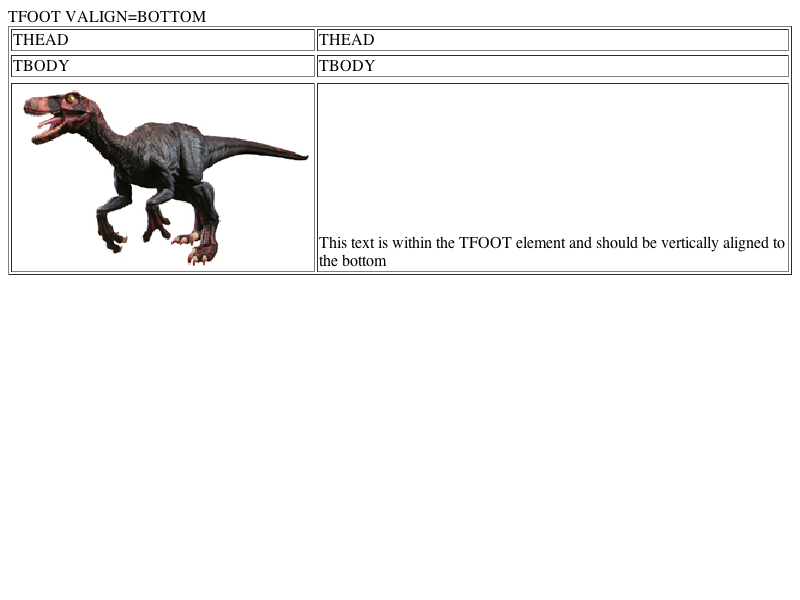 TFOOT VALIGN=BOTTOM
THEAD THEAD
TBODY TBODY
This text is within the TFOOT element and should be vertically aligned to
the bottom